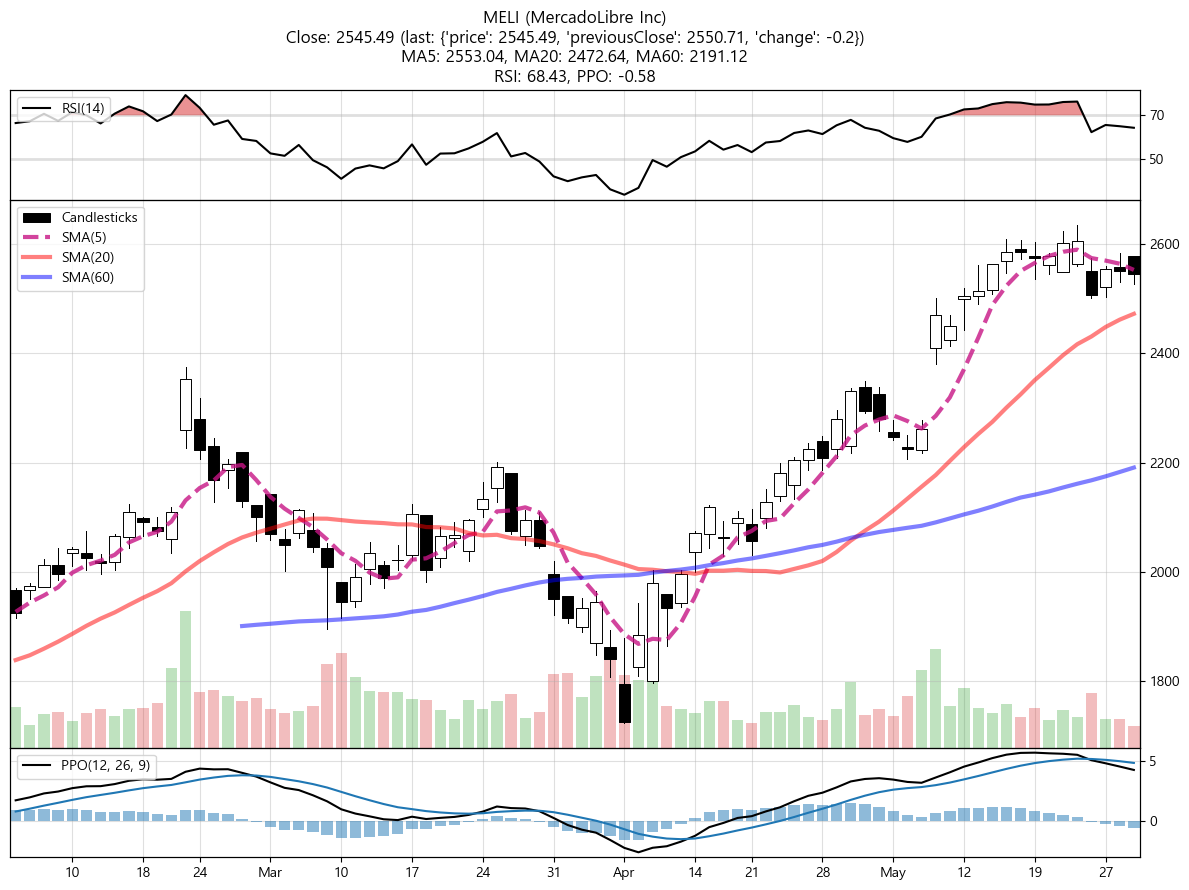 MELI (MercadoLibre Inc)
Close: 2545.49 (last: {'price': 2545.49, 'previousClose': 2550.71, 'change': -0.2})
MA5: 2553.04, MA20: 2472.64, MA60: 2191.12
RSI: 68.43, PPO: -0.58
RSI(14)
70
50
Candlesticks
SMA(5)
SMA(20)
SMA(60)
2600
2400
2200
2000
1800
PPO(12, 26, 9)
5
0
10 18 24 Mar 10 17 24 31 Apr 14 21 28 May 12 19 27